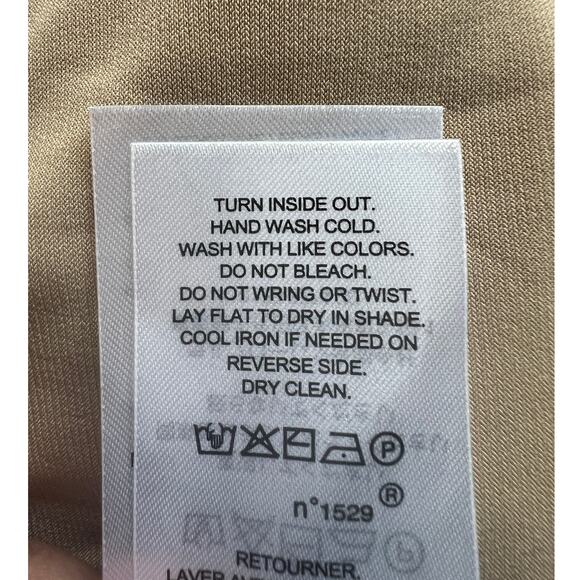 TURN INSIDE OUT.
HAND WASH COLD.
WASH WITH LIKE COLORS.
DO NOT BLEACH.
DO NOT WRING OR TWIST.
LAY FLAT TO DRY IN SHADE.
COOL IRON IF NEEDED ON
REVERSE SIDE.
DRY CLEAN.
P
®
n°1529
RETOURNER.
LAVER